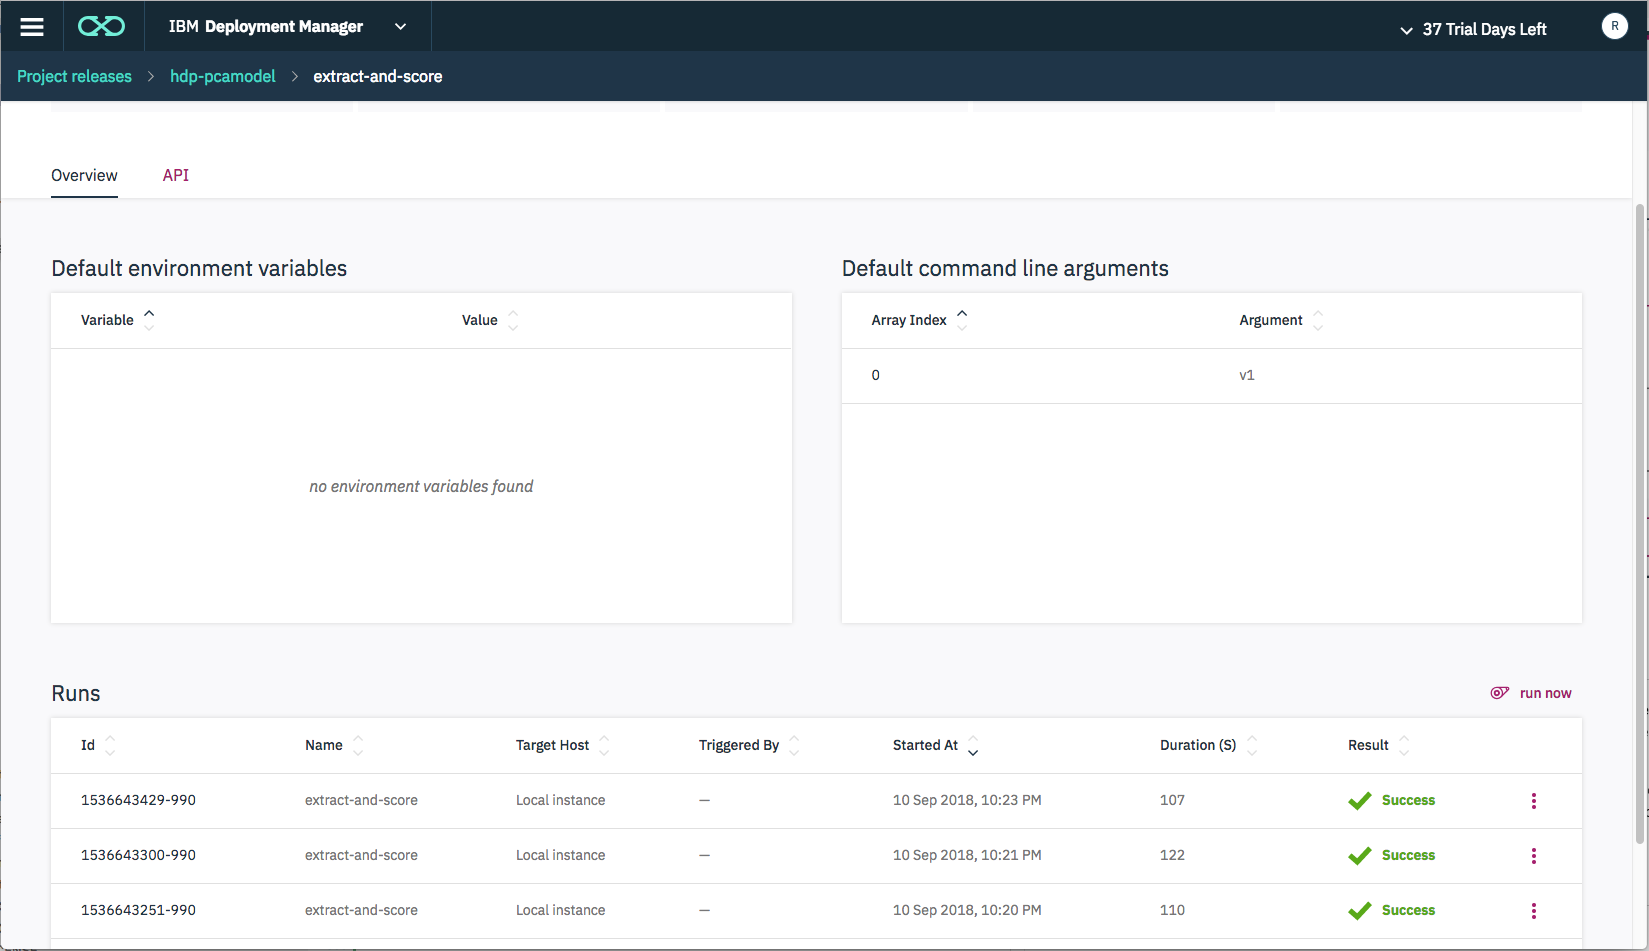 IBM Deployment Manager
37 Trial Days Left
R
Project releases > hdp-pcamodel > extract-and-score
Overview API
Default environment variables
Variable Value
no environment variables found
Default command line arguments
Array Index Argument
0 v1
Runs
run now
Id Name Target Host Triggered By Started At Duration (S) Result
1536643429-990 extract-and-score Local instance — 10 Sep 2018, 10:23 PM 107 Success
1536643300-990 extract-and-score Local instance — 10 Sep 2018, 10:21 PM 122 Success
1536643251-990 extract-and-score Local instance — 10 Sep 2018, 10:20 PM 110 Success